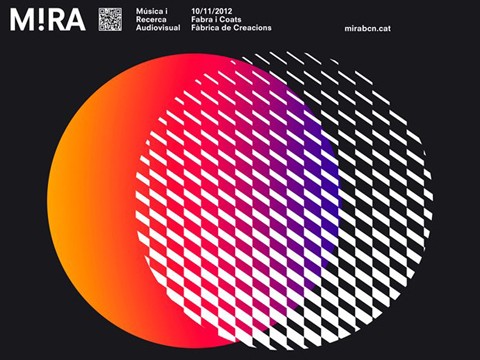 M!RA
Música i
Recerca
Audiovisual
10/11/2012
Fabra i Coats
Fàbrica de Creacions
mirabcn.cat